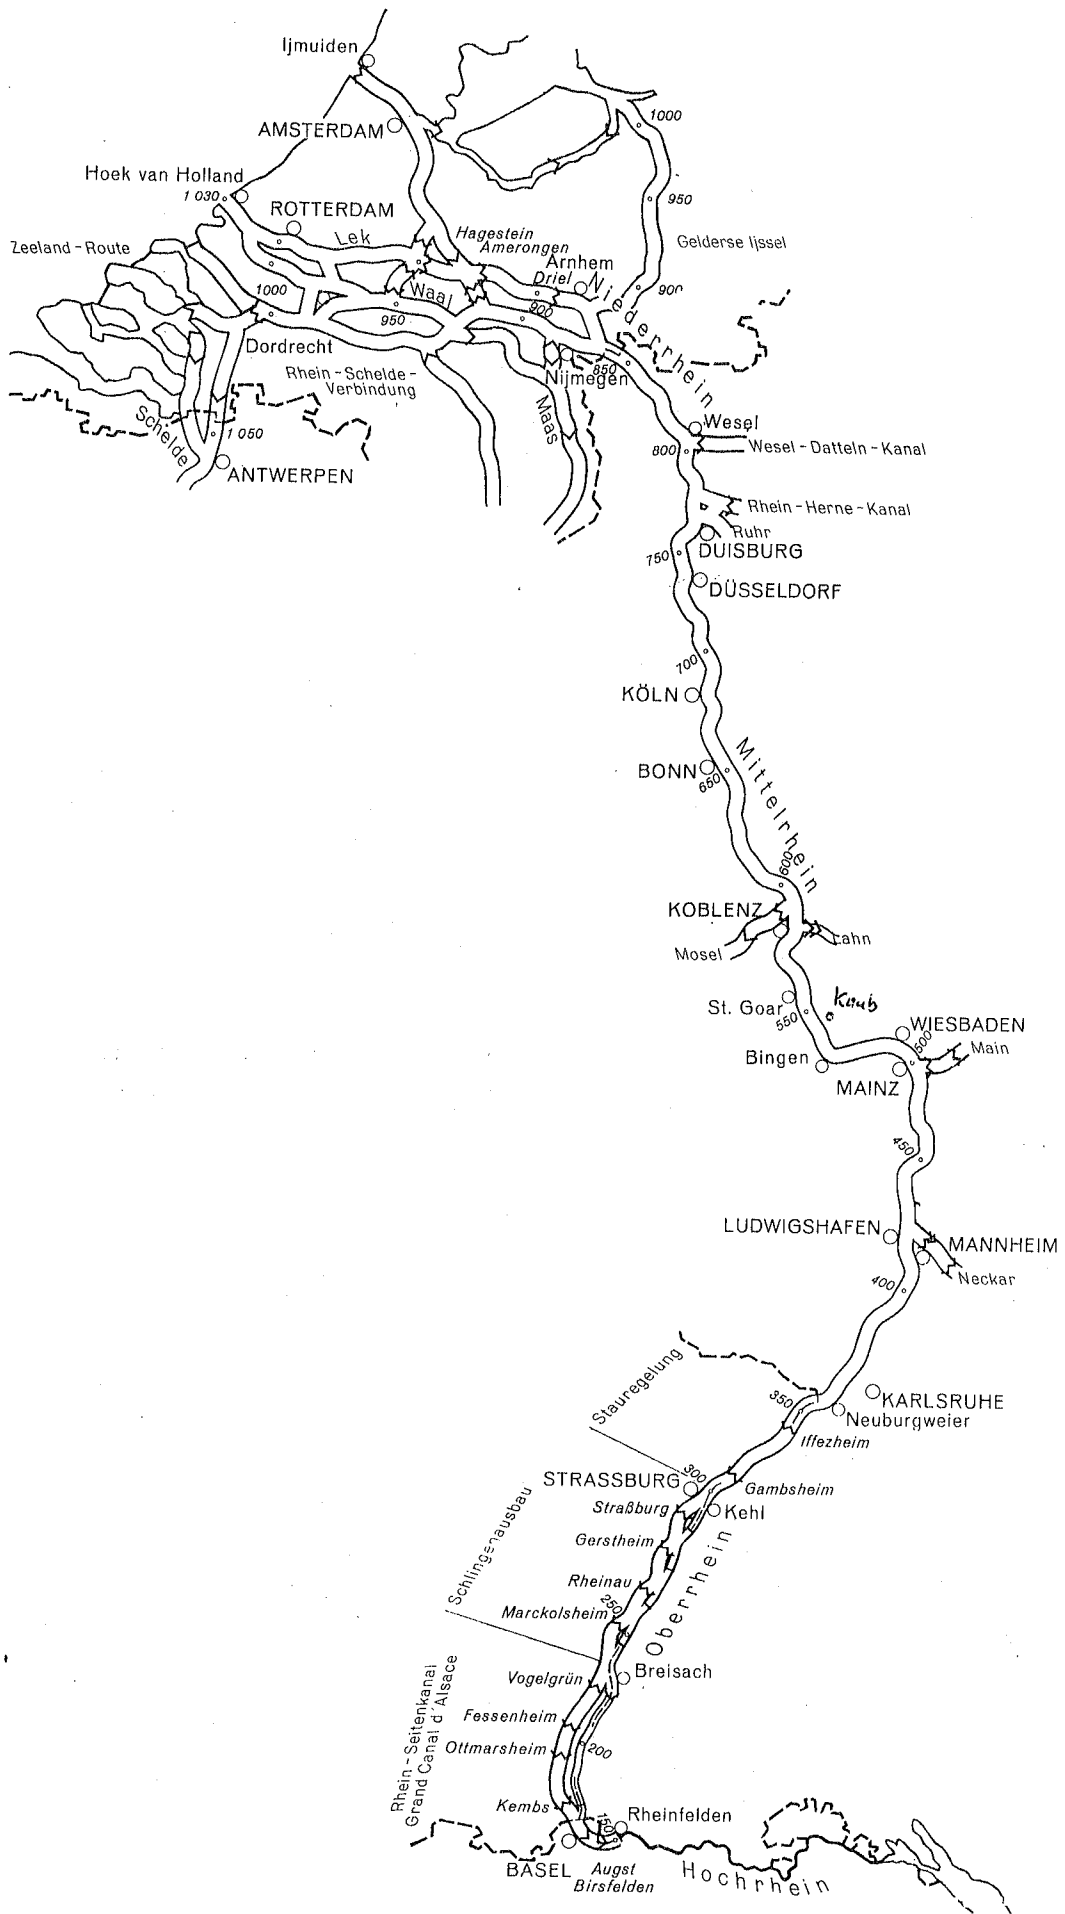 Ijmuiden
1000
AMSTERDAM
Hoek van Holland
1 030
950
ROTTERDAM
Lek
Hagestein
Amerongen
Zeeland - Route
Gelderse Ijssel
Arnhem
Driel
Niederrhein
1000
Waal
900
900
950
Dordrecht
850
Rhein - Schelde -
Verbindung
Nijmegen
Maas
Schelde
1 050
Wesel
800
Wesel - Datteln - Kanal
ANTWERPEN
Rhein - Herne - Kanal
Ruhr
750
DUISBURG
DÜSSELDORF
700
KÖLN
Mittelrhein
BONN
650
600
KOBLENZ
Lahn
Mosel
St. Goar
550
Kaub
WIESBADEN
500
Main
Bingen
MAINZ
450
LUDWIGSHAFEN
MANNHEIM
Neckar
400
Stauregelung
350
KARLSRUHE
Neuburgweier
Iffezheim
300
STRASSBURG
Gambsheim
Straßburg
Kehl
Schlingenausbau
Gerstheim
Oberrhein
Rheinau
250
Marckolsheim
Breisach
Vogelgrün
Rhein - Seitenkanal
Grand Canal d'Alsace
Fessenheim
Ottmarsheim
200
Kembs
150
Rheinfelden
BASEL
Augst
Birsfelden
Hochrhein